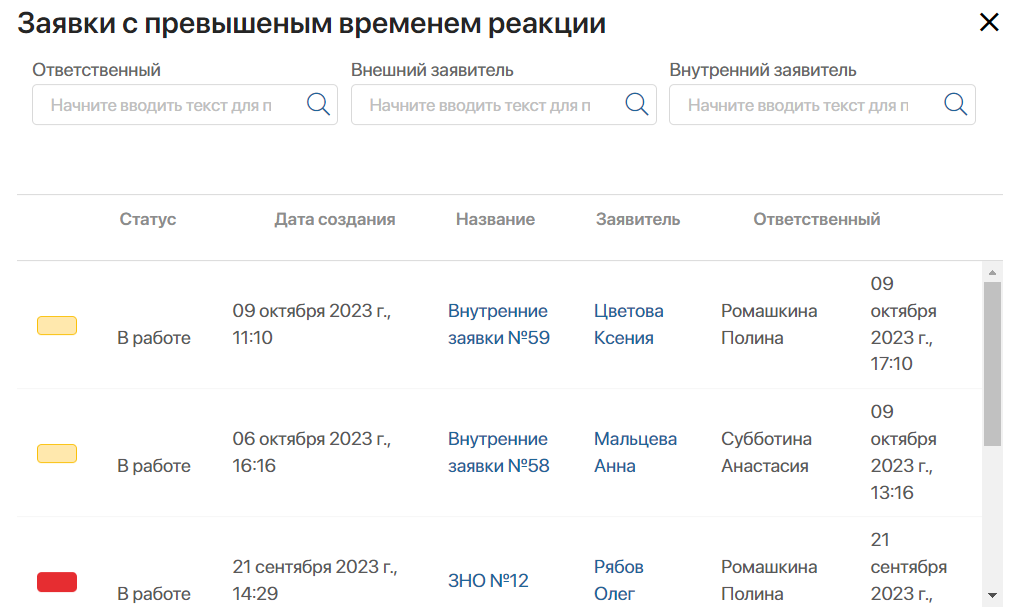 Заявки с превышеным временем реакции
Ответственный
Внешний заявитель
Внутренний заявитель
Начните вводить текст для п
Начните вводить текст для п
Начните вводить текст для п
Статус
Дата создания
Название
Заявитель
Ответственный
В работе
09 октября 2023 г.,
11:10
Внутренние
заявки №59
Цветова
Ксения
Ромашкина
Полина
09
октября
2023 г.,
17:10
В работе
06 октября 2023 г.,
16:16
Внутренние
заявки №58
Мальцева
Анна
Субботина
Анастасия
09
октября
2023 г.,
13:16
В работе
21 сентября 2023 г.,
14:29
ЗНО №12
Рябов
Олег
Ромашкина
Полина
21
сентября
2023 г.,